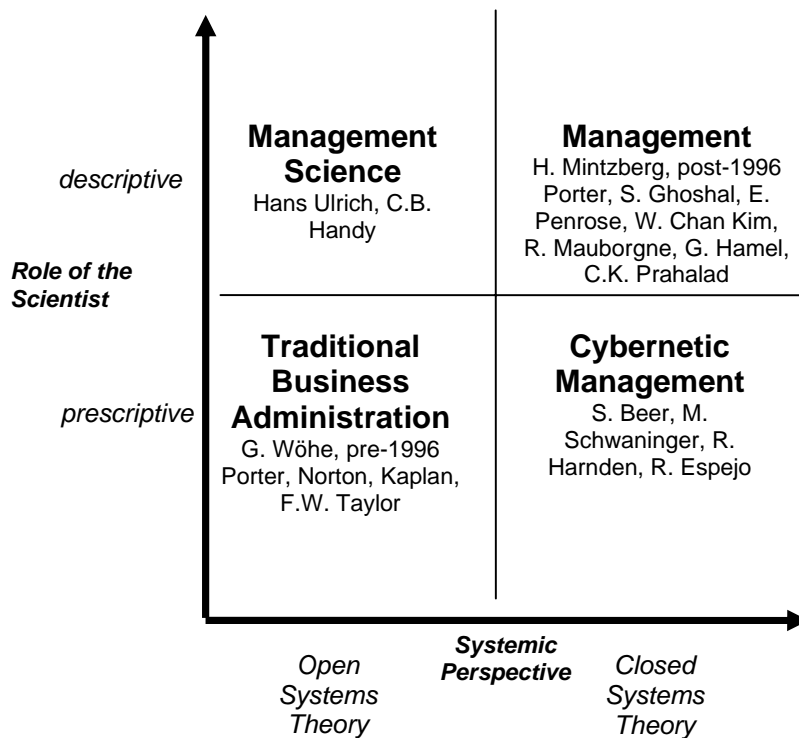 Management
Science
Hans Ulrich, C.B.
Handy
Management
H. Mintzberg, post-1996
Porter, S. Ghoshal, E.
Penrose, W. Chan Kim,
R. Mauborgne, G. Hamel,
C.K. Prahalad
descriptive
Role of the
Scientist
prescriptive
Traditional
Business
Administration
G. Wöhe, pre-1996
Porter, Norton, Kaplan,
F.W. Taylor
Cybernetic
Management
S. Beer, M.
Schwaninger, R.
Harnden, R. Espejo
Open
Systems
Theory
Systemic
Perspective
Closed
Systems
Theory